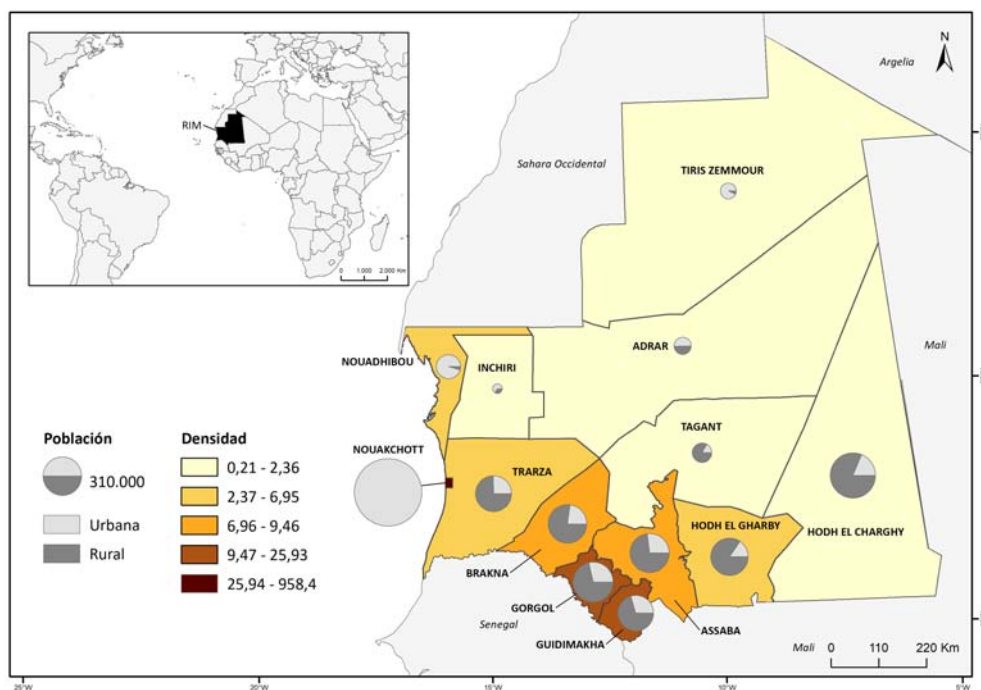 RIM
0 1.000 2.000 Km
N
Argelia
Sahara Occidental
TIRIS ZEMMOUR
Mali
ADRAR
NOUADHIBOU
INCHIRI
TAGANT
NOUAKCHOTT
TRARZA
HODH EL GHARBY
HODH EL CHARGHY
BRAKNA
GORGOL
Senegal
GUIDIMAKHA
ASSABA
Mali
0 110 220 Km
Población
310.000
Urbana
Rural
Densidad
0,21 - 2,36
2,37 - 6,95
6,96 - 9,46
9,47 - 25,93
25,94 - 958,4
25°W
20°W
15°W
10°W
5°W